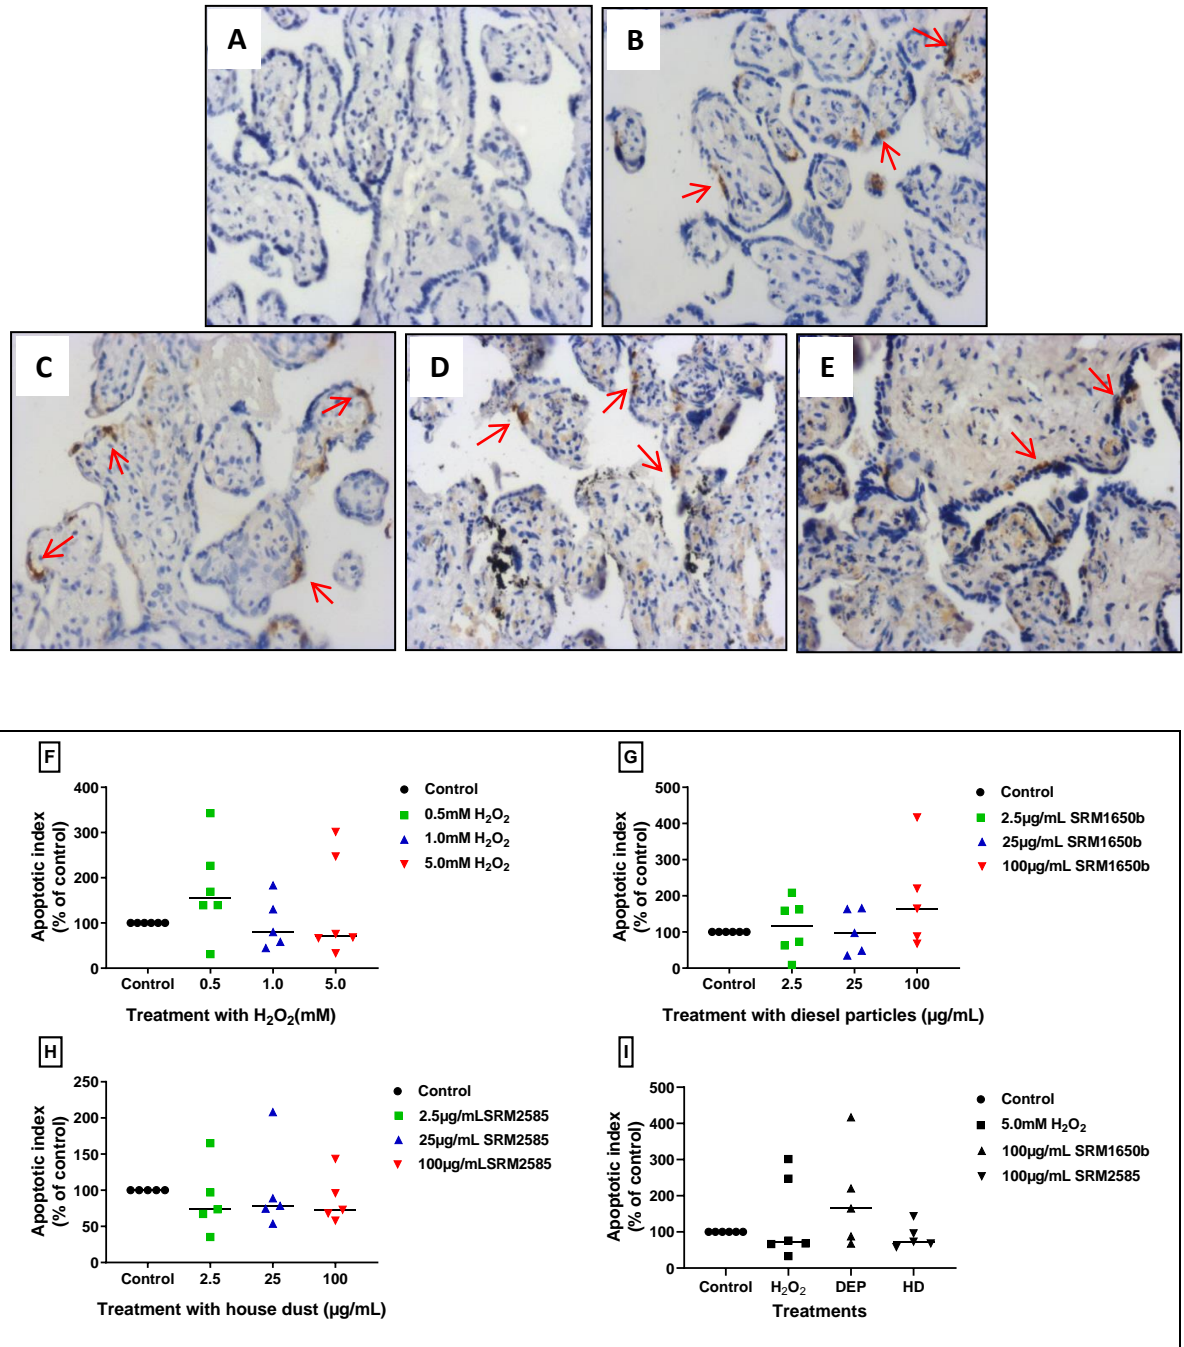 A
B
C
D
E
F
Apoptotic index
(% of control)
400
300
200
100
0
Control
0.5
1.0
5.0
Treatment with H₂O₂(mM)
Control
0.5mM H₂O₂
1.0mM H₂O₂
5.0mM H₂O₂
G
Apoptotic index
(% of control)
500
400
300
200
100
0
Control
2.5
25
100
Treatment with diesel particles (µg/mL)
Control
2.5µg/mL SRM1650b
25µg/mL SRM1650b
100µg/mL SRM1650b
H
Apoptotic index
(% of control)
250
200
150
100
50
0
Control
2.5
25
100
Treatment with house dust (µg/mL)
Control
2.5µg/mLSRM2585
25µg/mL SRM2585
100µg/mLSRM2585
I
Apoptotic index
(% of control)
500
400
300
200
100
0
Control
H₂O₂
DEP
HD
Treatments
Control
5.0mM H₂O₂
100µg/mL SRM1650b
100µg/mL SRM2585